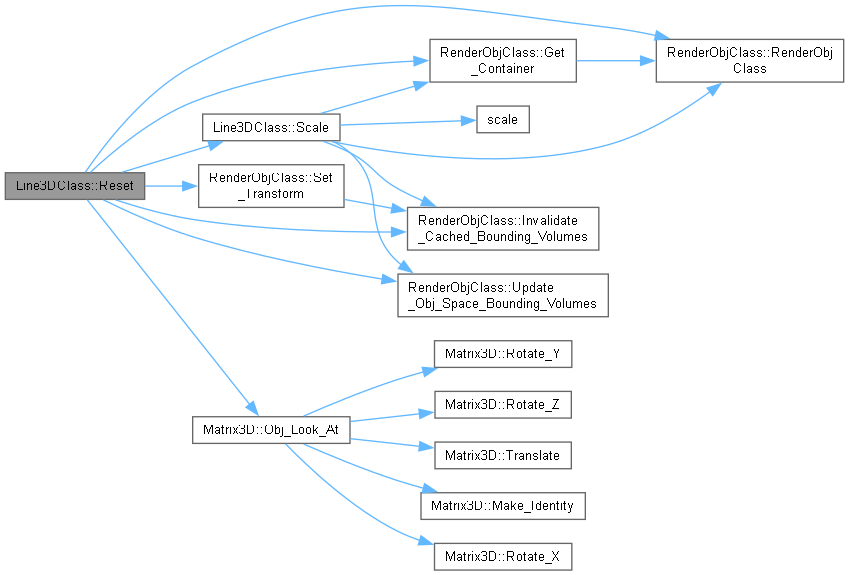 RenderObjClass::Get
_Container
RenderObjClass::RenderObj
Class
Line3DClass::Scale
scale
Line3DClass::Reset
RenderObjClass::Set
_Transform
RenderObjClass::Invalidate
_Cached_Bounding_Volumes
RenderObjClass::Update
_Obj_Space_Bounding_Volumes
Matrix3D::Rotate_Y
Matrix3D::Rotate_Z
Matrix3D::Obj_Look_At
Matrix3D::Translate
Matrix3D::Make_Identity
Matrix3D::Rotate_X